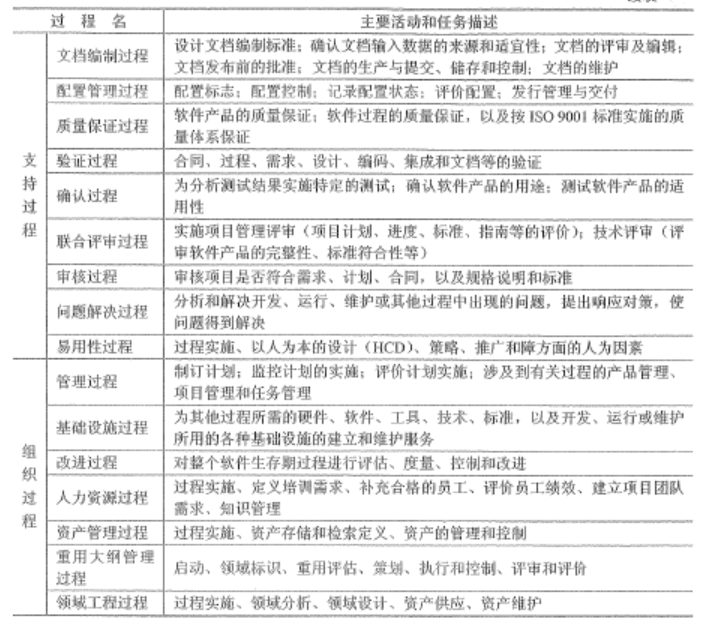 过 程 名 主要活动和任务描述
文档编制过程 设计文档编制标准；确认文档输入数据的来源和适宜性；文档的评审及编辑；
文档发布前的批准；文档的生产与提交、储存和控制；文档的维护
配置管理过程 配置标志；配置控制；记录配置状态；评价配置；发行管理与交付
质量保证过程 软件产品的质量保证；软件过程的质量保证，以及按 ISO 9001 标准实施的质
量体系保证
支持过程
验证过程 合同、过程、需求、设计、编码、集成和文档等的验证
确认过程 为分析测试结果实施特定的测试；确认软件产品的用途；测试软件产品的适
用性
联合评审过程 实施项目管理评审（项目计划、进度、标准、指南等的评价）；技术评审（评
审软件产品的完整性、标准符合性等）
审核过程 审核项目是否符合需求、计划、合同，以及规格说明和标准
问题解决过程 分析和解决开发、运行、维护或其他过程中出现的问题，提出响应对策，使
问题得到解决
易用性过程 过程实施、以人为本的设计（HCD）、策略、推广和障方面的人为因素
管理过程 制订计划；监控计划的实施；评价计划实施；涉及到有关过程的产品管理、
项目管理和任务管理
基础设施过程 为其他过程所需的硬件、软件、工具、技术、标准，以及开发、运行或维护
所用的各种基础设施的建立和维护服务
组织过程
改进过程 对整个软件生存期过程进行评估、度量、控制和改进
人力资源过程 过程实施、定义培训需求、补充合格的员工、评价员工绩效、建立项目团队
需求、知识管理
资产管理过程 过程实施、资产存储和检索定义、资产的管理和控制
重用大纲管理
过程 启动、领域标识、重用评估、策划、执行和控制、评审和评价
领域工程过程 过程实施、领域分析、领域设计、资产供应、资产维护